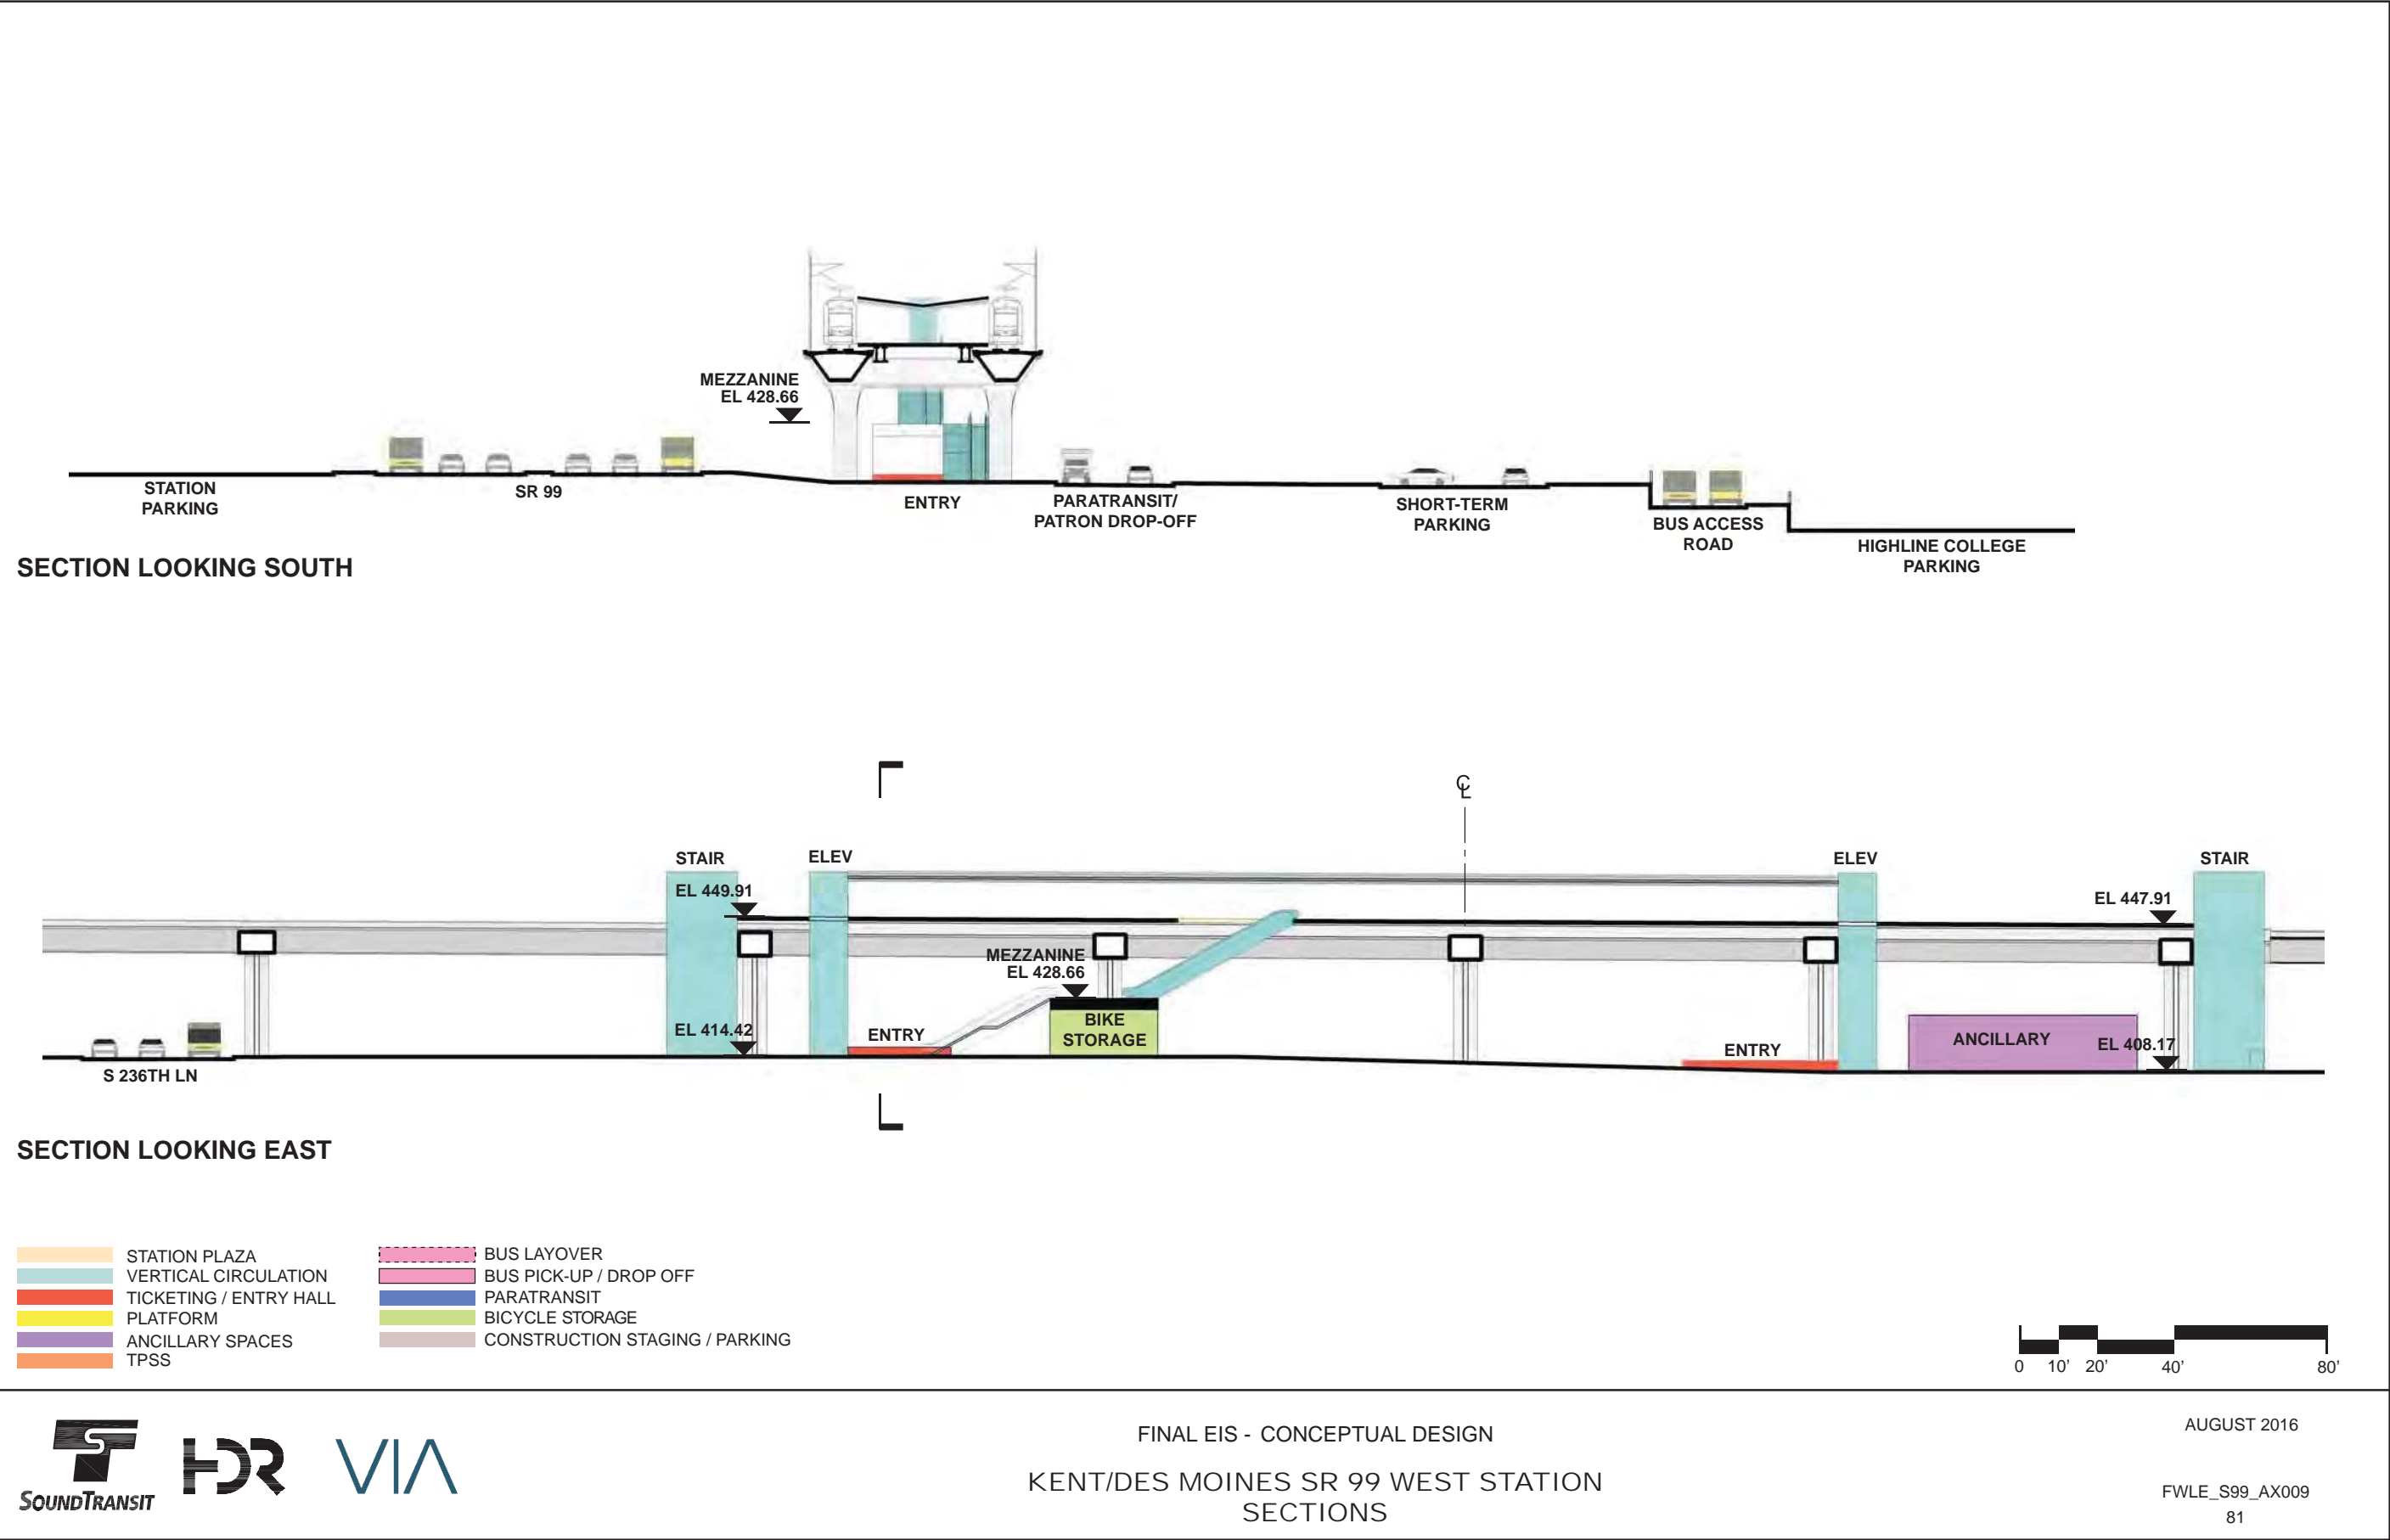 MEZZANINE
EL 428.66
STATION
PARKING
SR 99
ENTRY
PARATRANSIT/
PATRON DROP-OFF
SHORT-TERM
PARKING
BUS ACCESS
ROAD
HIGHLINE COLLEGE
PARKING
SECTION LOOKING SOUTH
℄
STAIR
ELEV
ELEV
STAIR
EL 449.91
EL 447.91
MEZZANINE
EL 428.66
EL 414.42
ENTRY
BIKE
STORAGE
ENTRY
ANCILLARY
EL 408.17
S 236TH LN
SECTION LOOKING EAST
STATION PLAZA
VERTICAL CIRCULATION
TICKETING / ENTRY HALL
PLATFORM
ANCILLARY SPACES
TPSS
BUS LAYOVER
BUS PICK-UP / DROP OFF
PARATRANSIT
BICYCLE STORAGE
CONSTRUCTION STAGING / PARKING
0 10' 20' 40' 80'
SOUNDTRANSIT
HDR
VIA
FINAL EIS - CONCEPTUAL DESIGN
KENT/DES MOINES SR 99 WEST STATION
SECTIONS
AUGUST 2016
FWLE_S99_AX009
81